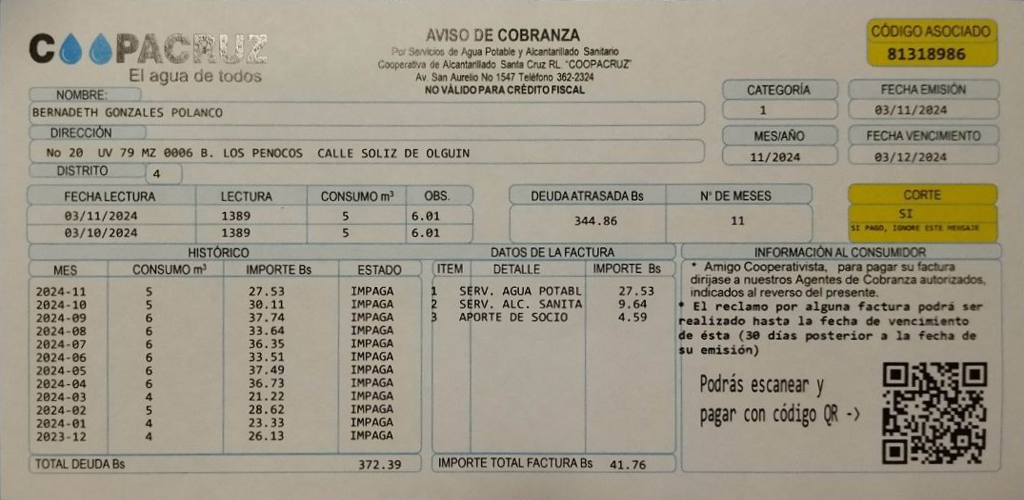 COOPACRUZ
El agua de todos
AVISO DE COBRANZA
Por Servicios de Agua Potable y Alcantarillado Sanitario
Cooperativa de Alcantarillado Santa Cruz RL. "COOPACRUZ"
Av. San Aurelio No 1547 Teléfono 362-2324
NO VÁLIDO PARA CRÉDITO FISCAL
CÓDIGO ASOCIADO
81318986
NOMBRE:
BERNADETH GONZALES POLANCO
CATEGORÍA
1
FECHA EMISIÓN
03/11/2024
DIRECCIÓN
No 20 UV 79 MZ 0006 B. LOS PENOCOS CALLE SOLIZ DE OLGUIN
MES/AÑO
11/2024
FECHA VENCIMIENTO
03/12/2024
DISTRITO 4
FECHA LECTURA LECTURA CONSUMO m³ OBS.
03/11/2024 1389 5 6.01
03/10/2024 1389 5 6.01
DEUDA ATRASADA Bs N° DE MESES
344.86 11
CORTE
SI
SI PAGO, IGNORE ESTE MENSAJE
HISTÓRICO
MES CONSUMO m³ IMPORTE Bs ESTADO
2024-11 5 27.53 IMPAGA
2024-10 5 30.11 IMPAGA
2024-09 6 37.74 IMPAGA
2024-08 6 33.64 IMPAGA
2024-07 6 36.35 IMPAGA
2024-06 6 33.51 IMPAGA
2024-05 6 37.49 IMPAGA
2024-04 6 36.73 IMPAGA
2024-03 4 21.22 IMPAGA
2024-02 5 28.62 IMPAGA
2024-01 4 23.33 IMPAGA
2023-12 4 26.13 IMPAGA
TOTAL DEUDA Bs 372.39
DATOS DE LA FACTURA
ITEM DETALLE IMPORTE Bs
1 SERV. AGUA POTABL 27.53
2 SERV. ALC. SANITA 9.64
3 APORTE DE SOCIO 4.59
IMPORTE TOTAL FACTURA Bs 41.76
INFORMACIÓN AL CONSUMIDOR
* Amigo Cooperativista, para pagar su factura
dirijase a nuestros Agentes de Cobranza autorizados,
indicados al reverso del presente.
* El reclamo por alguna factura podrá ser
realizado hasta la fecha de vencimiento
de ésta (30 días posterior a la fecha de
su emisión)
Podrás escanear y
pagar con código QR ->